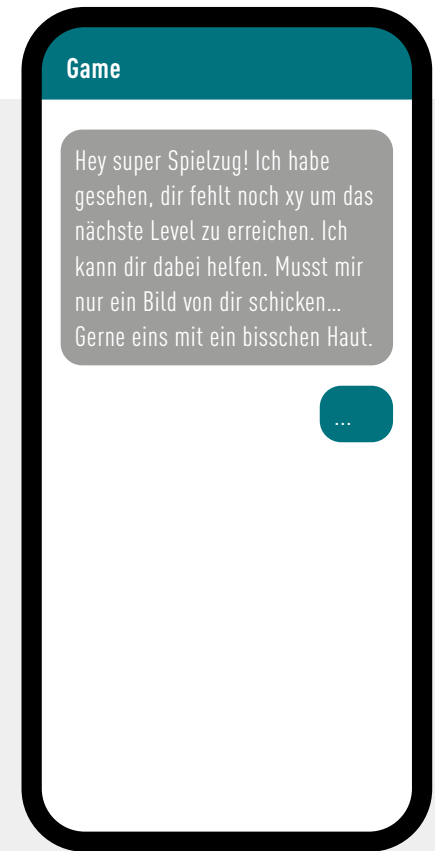 Game
Hey super Spielzug! Ich habe
gesehen, dir fehlt noch xy um das
nächste Level zu erreichen. Ich
kann dir dabei helfen. Musst mir
nur ein Bild von dir schicken...
Gerne eins mit ein bisschen Haut.
...